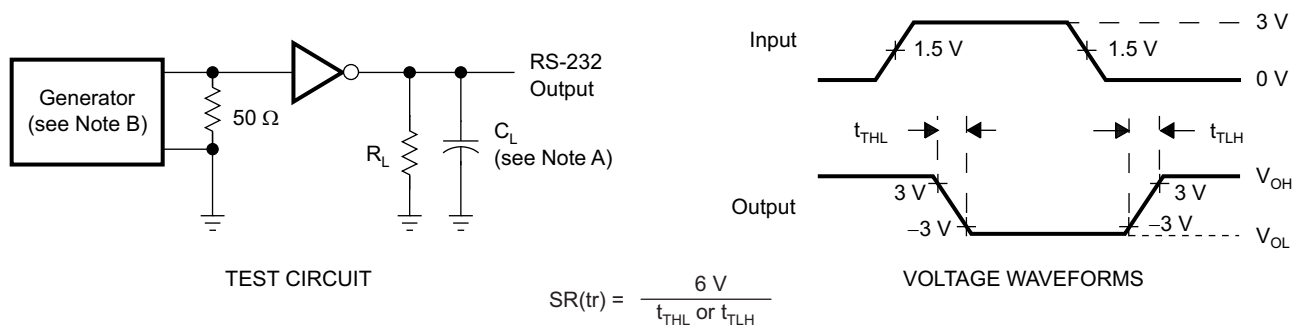 Generator
(see Note B)
50 Ω
RS-232
Output
R_L
C_L
(see Note A)
TEST CIRCUIT
Input
1.5 V
1.5 V
3 V
0 V
t_THL
t_TLH
Output
3 V
3 V
–3 V
–3 V
V_OH
V_OL
VOLTAGE WAVEFORMS
SR(tr) = 6 V
t_THL or t_TLH